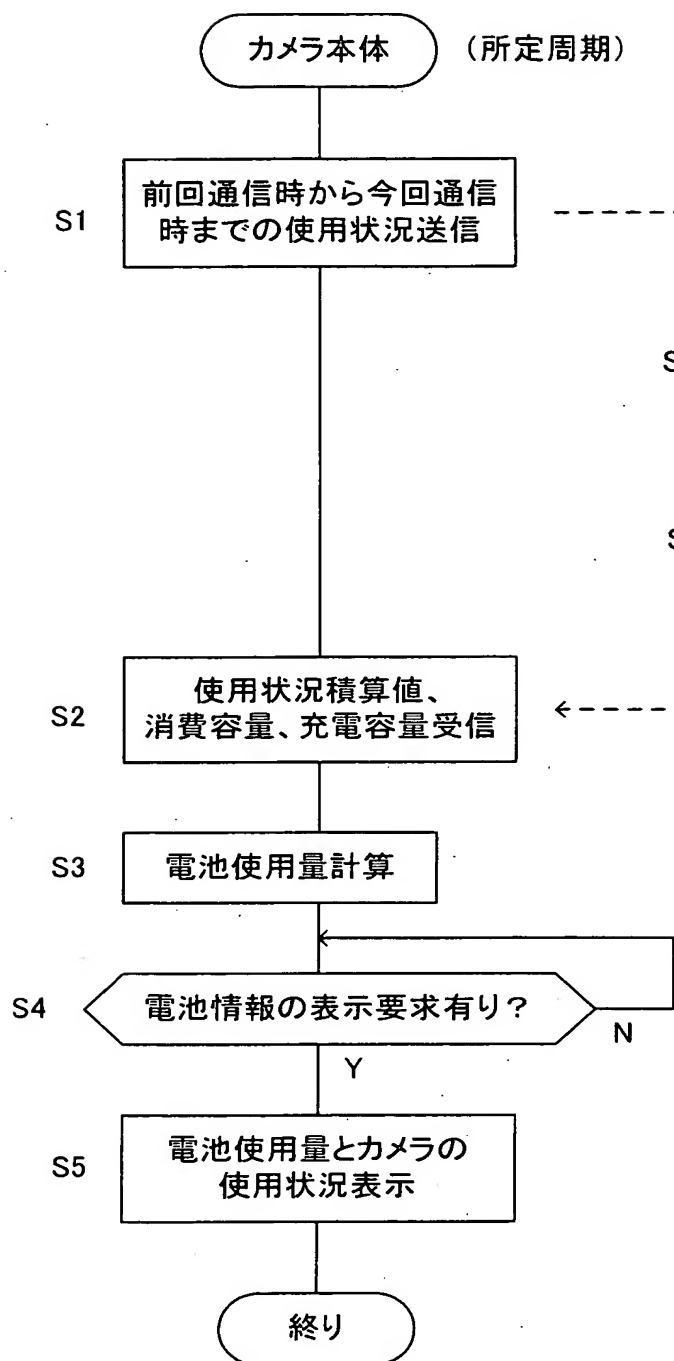 カメラ本体 (所定周期)
S1
前回通信時から今回通信
時までの使用状況送信
S
S
S2
使用状況積算値、
消費容量、充電容量受信
S3
電池使用量計算
S4
電池情報の表示要求有り?
N
Y
S5
電池使用量とカメラの
使用状況表示
終り